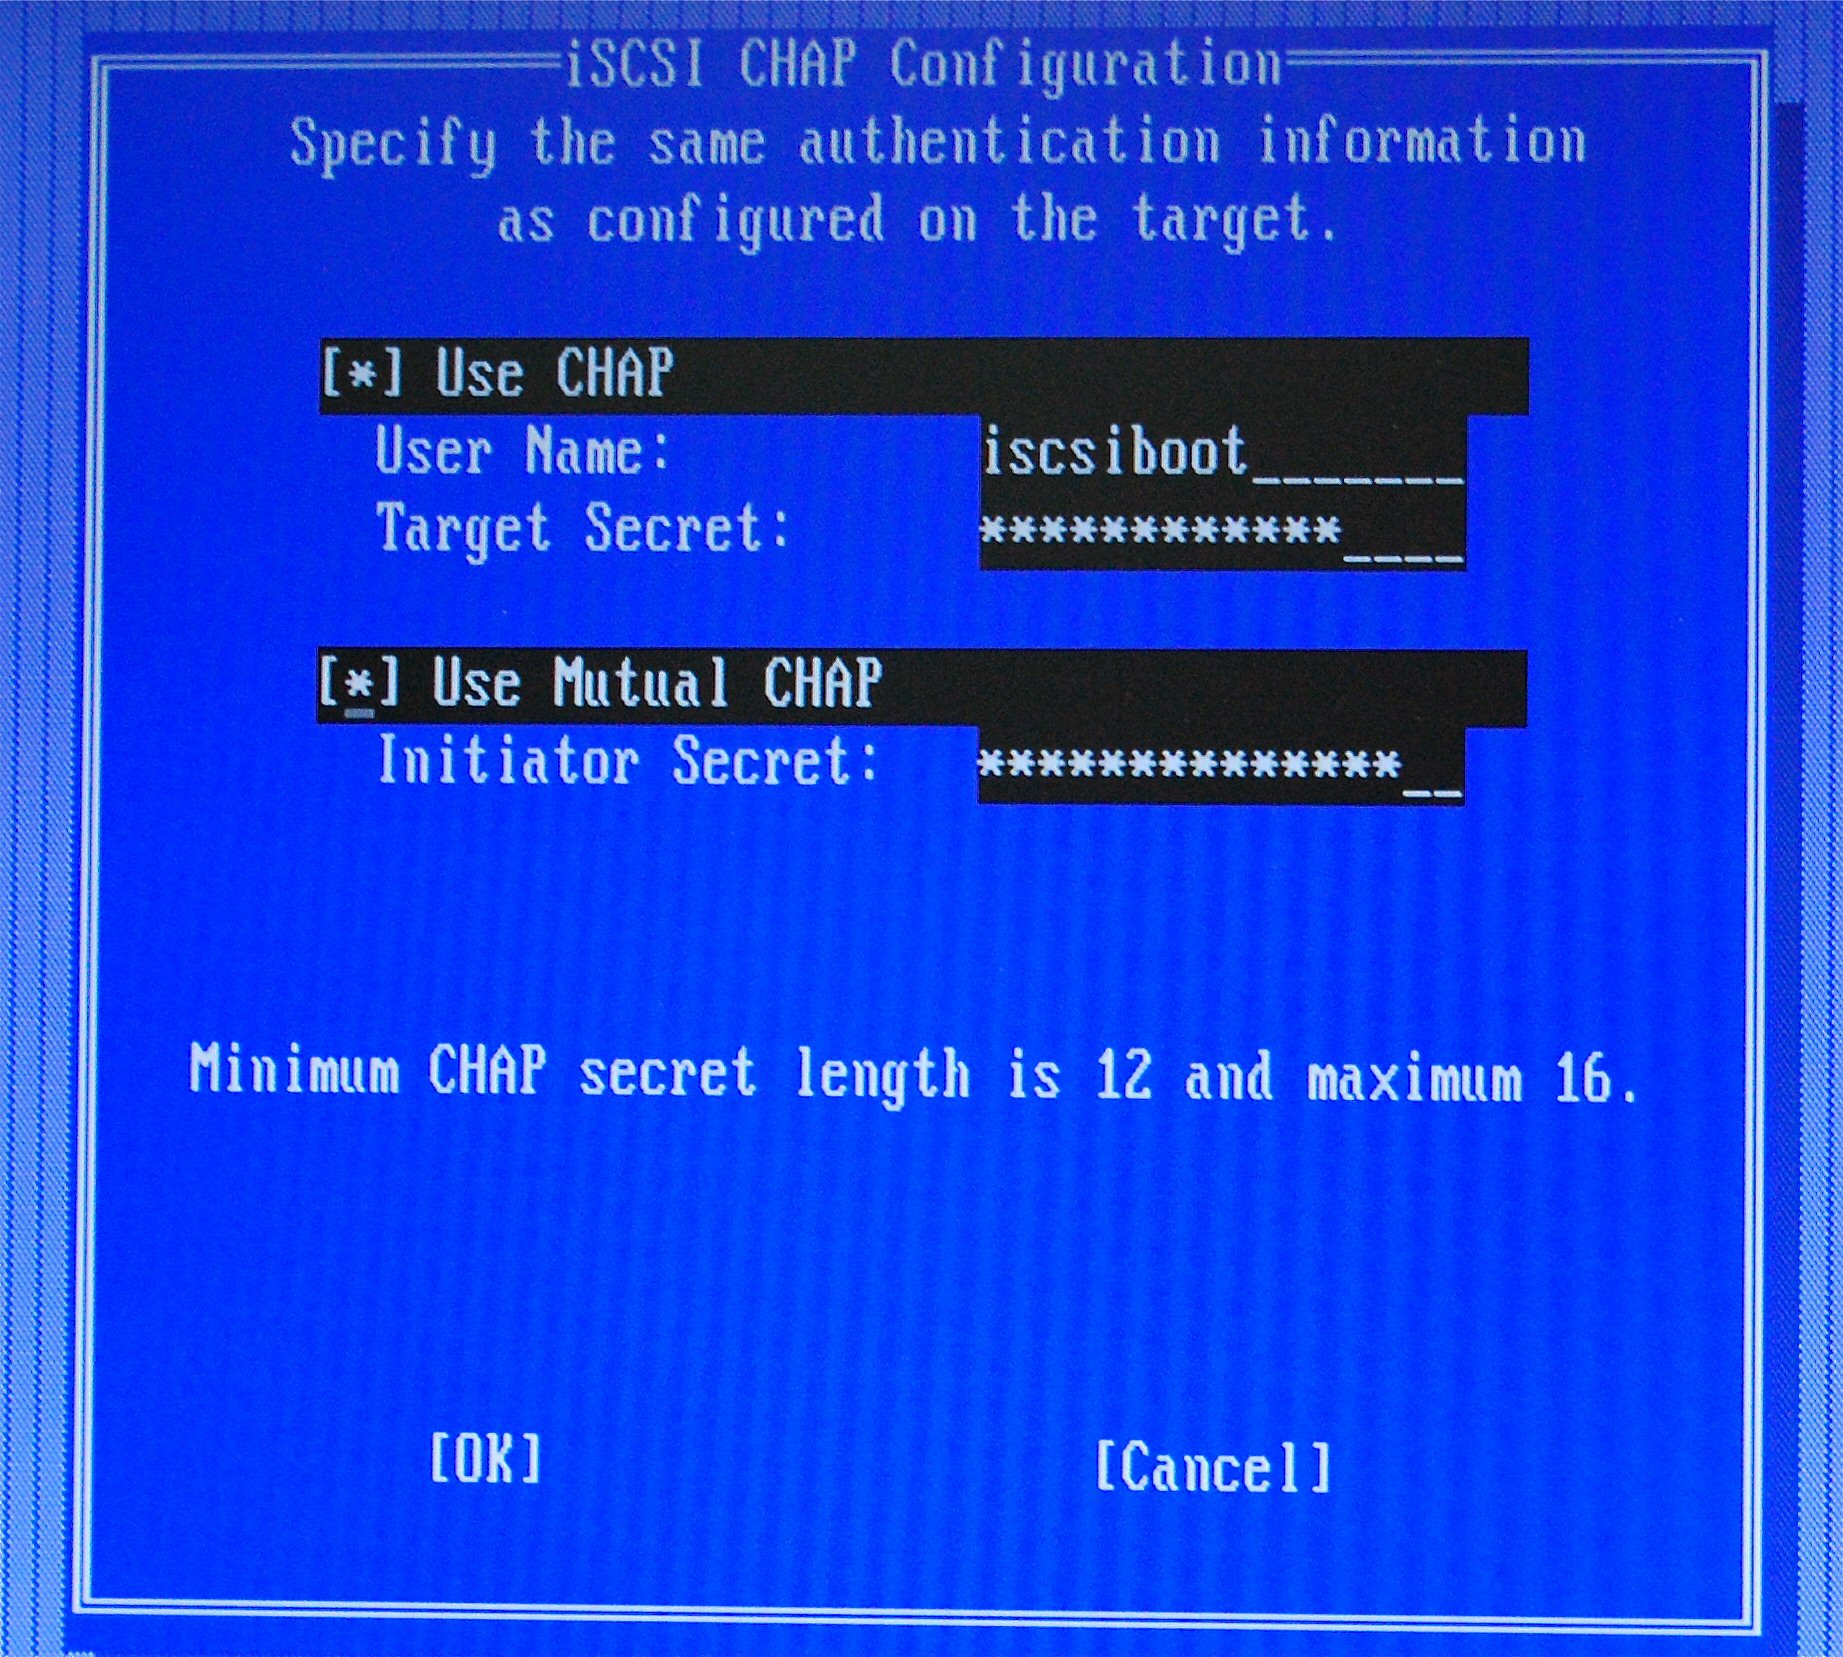 iSCSI CHAP Configuration
Specify the same authentication information
as configured on the target.
[*] Use CHAP
User Name: iscsiboot_______
Target Secret: ************____
[*] Use Mutual CHAP
Initiator Secret: **************__
Minimum CHAP secret length is 12 and maximum 16.
[OK] [Cancel]